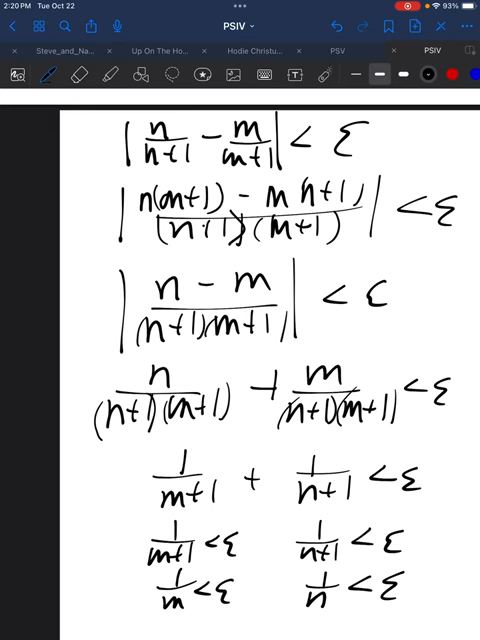 2:20 PM Tue Oct 22 93%
PSIV
Steve_and_Na... Up On The Ho... Hodie Christu... PSV PSIV
| n/(n+1) − m/(m+1) | < ε
| (n(m+1) − m(n+1))/((n+1)(m+1)) | < ε
| (n − m)/((n+1)(m+1)) | < ε
n/((n+1)(m+1)) + m/((n+1)(m+1)) < ε
1/(m+1) + 1/(n+1) < ε
1/(m+1) < ε 1/(n+1) < ε
1/m < ε 1/n < ε